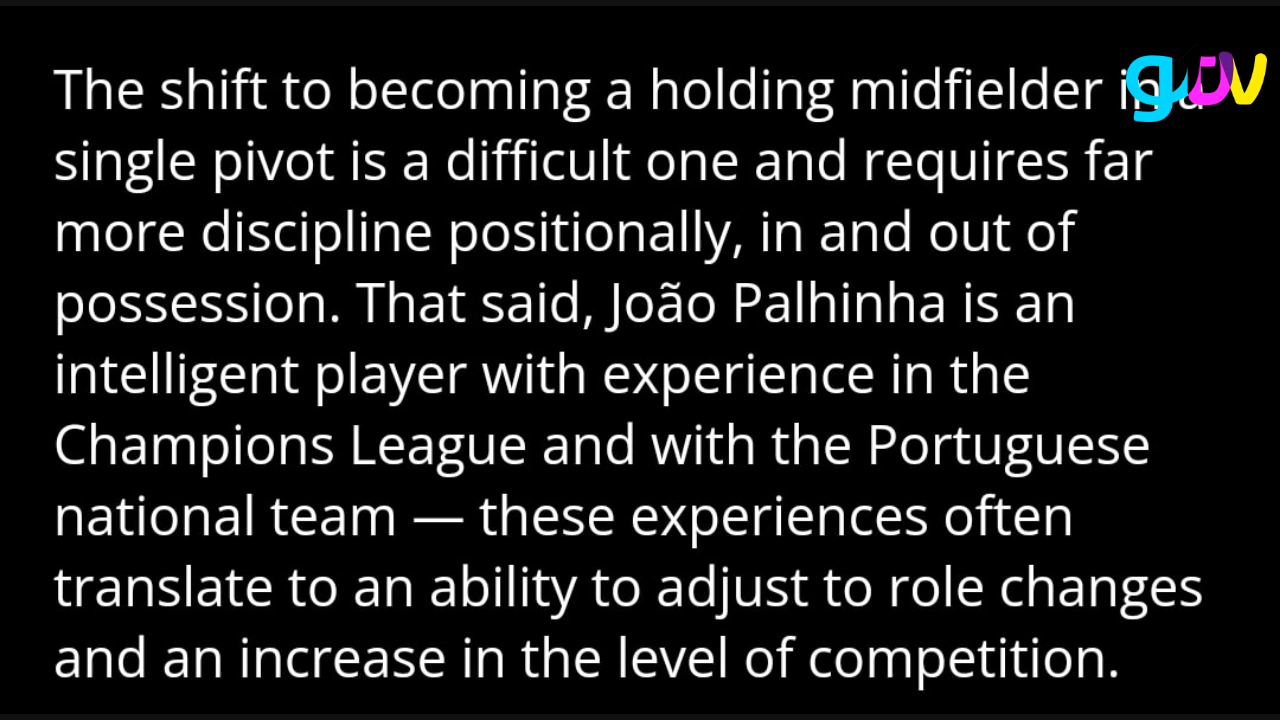 The shift to becoming a holding midfielder in a
single pivot is a difficult one and requires far
more discipline positionally, in and out of
possession. That said, João Palhinha is an
intelligent player with experience in the
Champions League and with the Portuguese
national team — these experiences often
translate to an ability to adjust to role changes
and an increase in the level of competition.